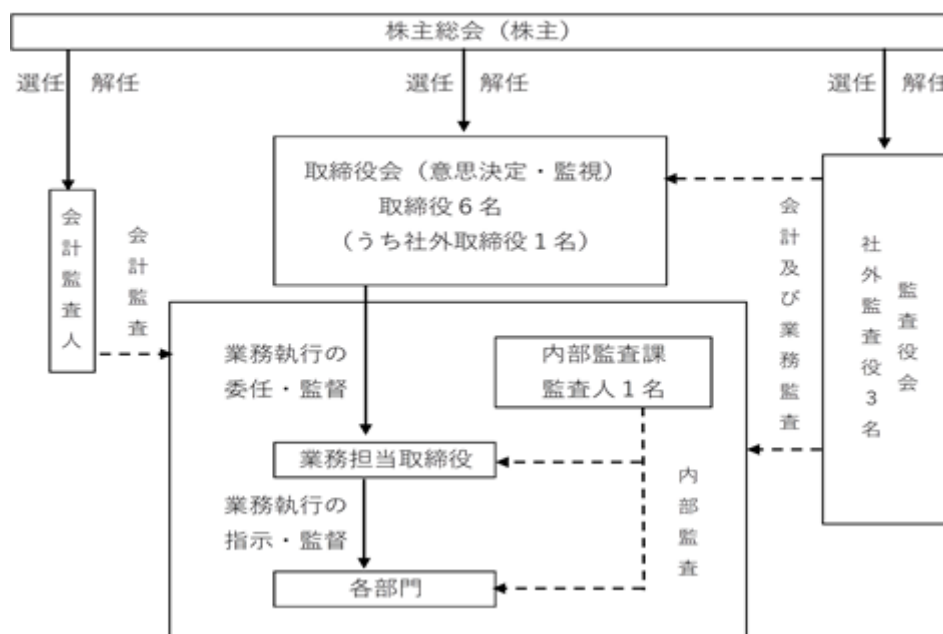 株主総会（株主）
選任 解任
選任 解任
選任 解任
取締役会（意思決定・監視）
取締役６名
（うち社外取締役１名）
会計監査人
会計監査
会計及び業務監査
監査役会
社外監査役３名
業務執行の
委任・監督
内部監査課
監査人１名
業務担当取締役
内部監査
業務執行の
指示・監督
各部門